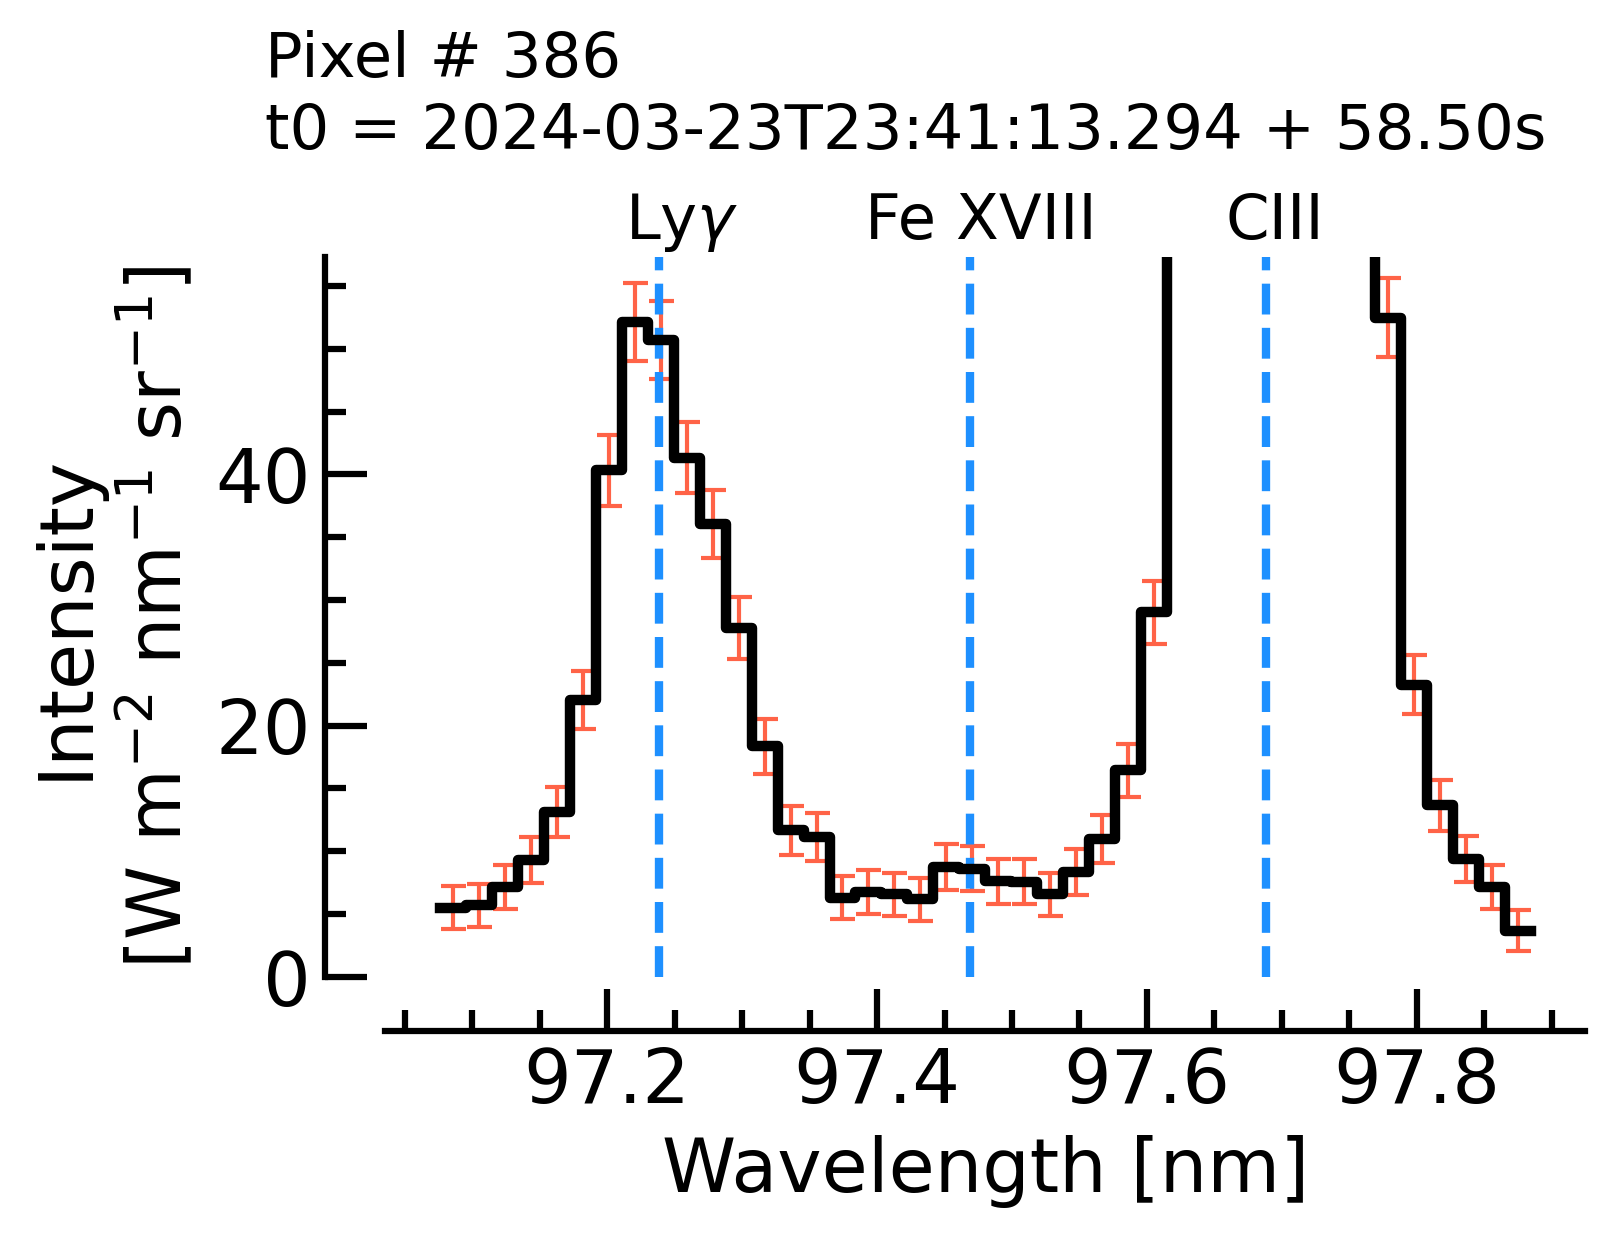 Pixel # 386
t0 = 2024-03-23T23:41:13.294 + 58.50s
Lyγ Fe XVIII CIII
Intensity
[W m⁻² nm⁻¹ sr⁻¹]
40
20
0
97.2 97.4 97.6 97.8
Wavelength [nm]